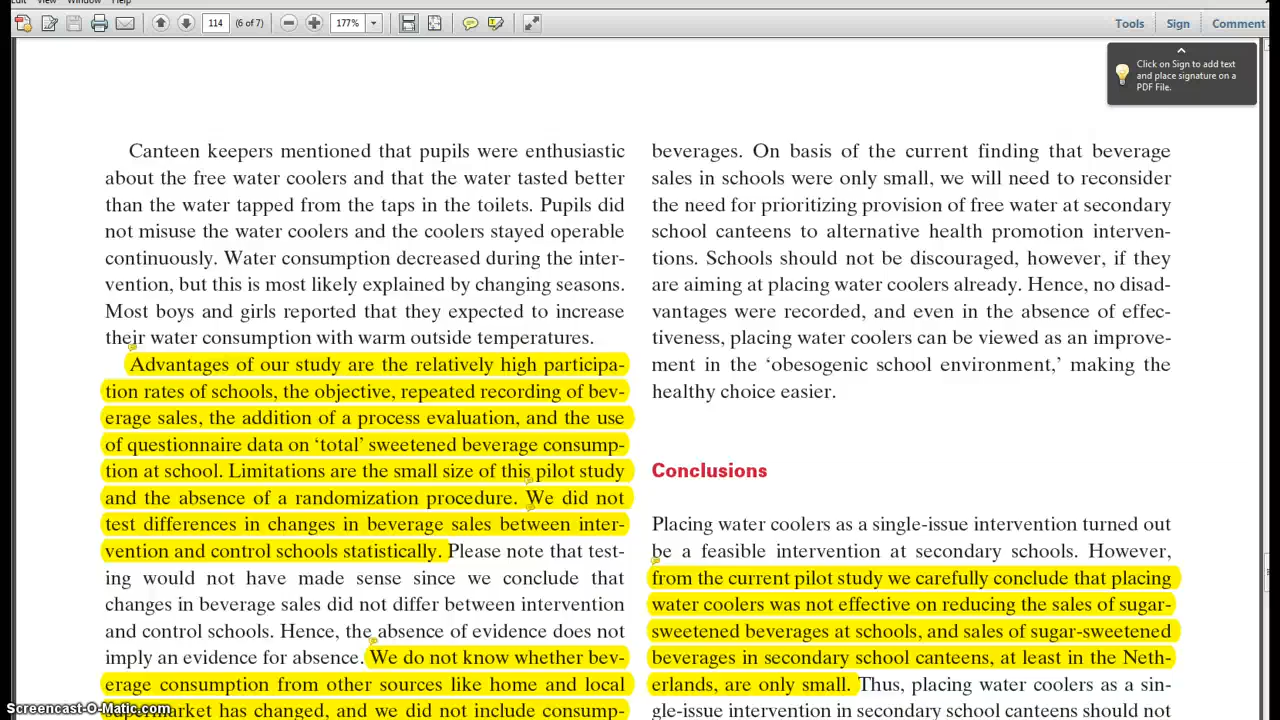 Edit View Window Help
114 (6 of 7) 177% Tools Sign Comment
Click on Sign to add text
and place signature on a
PDF File.
Canteen keepers mentioned that pupils were enthusiastic
about the free water coolers and that the water tasted better
than the water tapped from the taps in the toilets. Pupils did
not misuse the water coolers and the coolers stayed operable
continuously. Water consumption decreased during the inter-
vention, but this is most likely explained by changing seasons.
Most boys and girls reported that they expected to increase
their water consumption with warm outside temperatures.
Advantages of our study are the relatively high participa-
tion rates of schools, the objective, repeated recording of bev-
erage sales, the addition of a process evaluation, and the use
of questionnaire data on ‘total’ sweetened beverage consump-
tion at school. Limitations are the small size of this pilot study
and the absence of a randomization procedure. We did not
test differences in changes in beverage sales between inter-
vention and control schools statistically. Please note that test-
ing would not have made sense since we conclude that
changes in beverage sales did not differ between intervention
and control schools. Hence, the absence of evidence does not
imply an evidence for absence. We do not know whether bev-
erage consumption from other sources like home and local
supermarket has changed, and we did not include consump-
beverages. On basis of the current finding that beverage
sales in schools were only small, we will need to reconsider
the need for prioritizing provision of free water at secondary
school canteens to alternative health promotion interven-
tions. Schools should not be discouraged, however, if they
are aiming at placing water coolers already. Hence, no disad-
vantages were recorded, and even in the absence of effec-
tiveness, placing water coolers can be viewed as an improve-
ment in the ‘obesogenic school environment,’ making the
healthy choice easier.
Conclusions
Placing water coolers as a single-issue intervention turned out
be a feasible intervention at secondary schools. However,
from the current pilot study we carefully conclude that placing
water coolers was not effective on reducing the sales of sugar-
sweetened beverages at schools, and sales of sugar-sweetened
beverages in secondary school canteens, at least in the Neth-
erlands, are only small. Thus, placing water coolers as a sin-
gle-issue intervention in secondary school canteens should not
Screencast-O-Matic.com